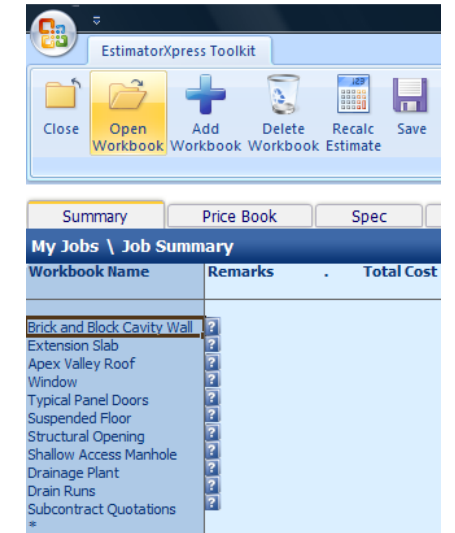 EstimatorXpress Toolkit
Close Open Workbook Add Workbook Delete Workbook Recalc Estimate Save
Summary Price Book Spec
My Jobs \ Job Summary
Workbook Name Remarks . Total Cost
Brick and Block Cavity Wall ?
Extension Slab ?
Apex Valley Roof ?
Window ?
Typical Panel Doors ?
Suspended Floor ?
Structural Opening ?
Shallow Access Manhole ?
Drainage Plant ?
Drain Runs ?
Subcontract Quotations ?
*